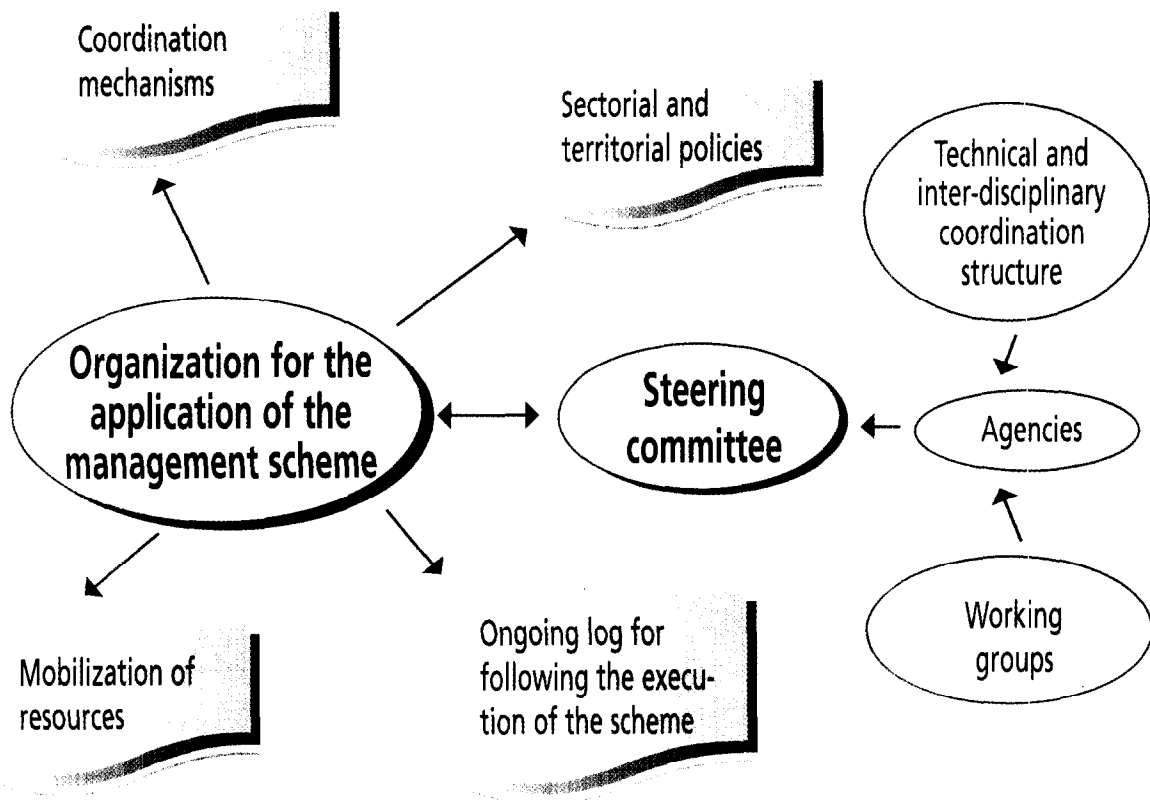 Coordination
mechanisms
Sectorial and
territorial policies
Technical and
inter-disciplinary
coordination
structure
Organization for the
application of the
management scheme
Steering
committee
Agencies
Mobilization of
resources
Ongoing log for
following the execu-
tion of the scheme
Working
groups